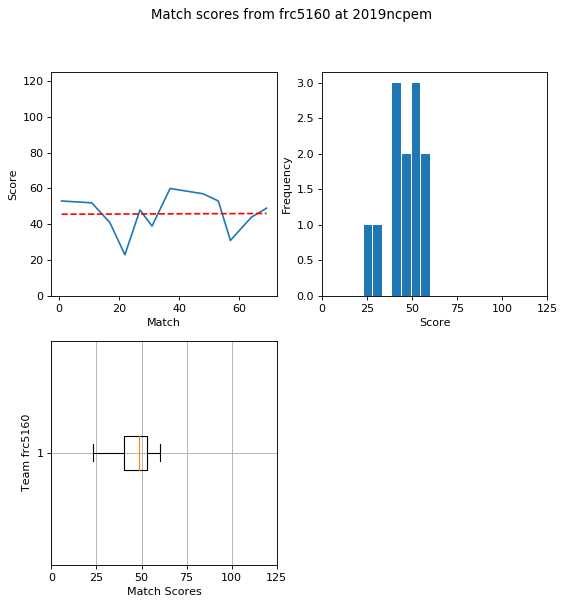 Match scores from frc5160 at 2019ncpem
120
100
80
60
40
20
0
Score
0 20 40 60
Match
3.0
2.5
2.0
1.5
1.0
0.5
0.0
Frequency
0 25 50 75 100 125
Score
Team frc5160
1
0 25 50 75 100 125
Match Scores